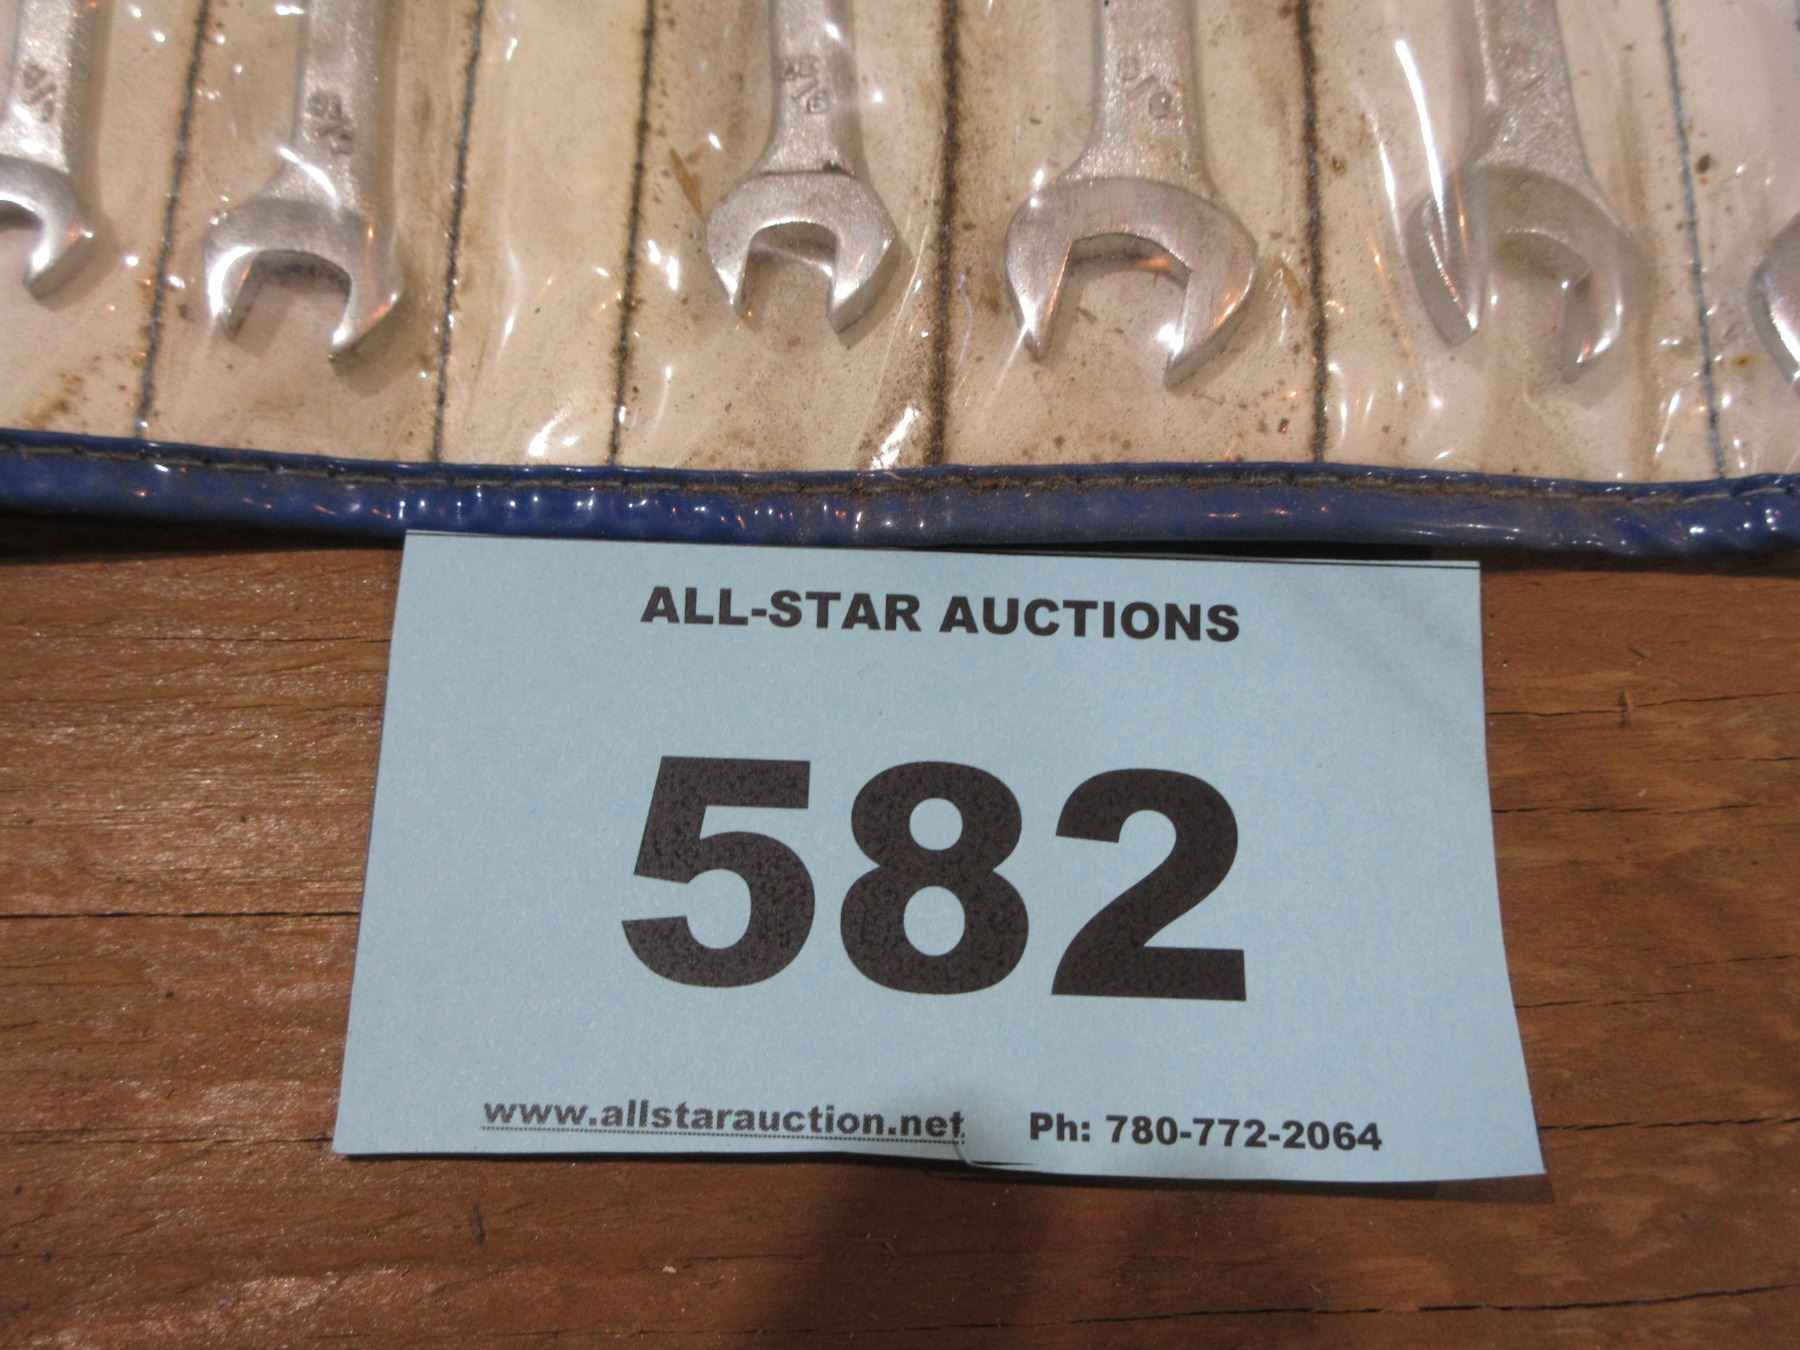 ALL-STAR AUCTIONS
582
www.allstarauction.net Ph: 780-772-2064